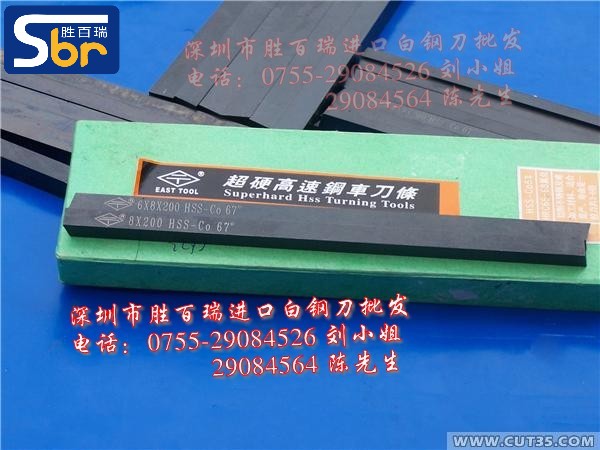 Sbr 胜百瑞
深圳市胜百瑞进口白钢刀批发
电话：0755-29084526 刘小姐
29084564 陈先生
EAST TOOL
超硬高速鋼車刀條
Superhard Hss Turning Tools
6X8X200 HSS-Co 67°
8X200 HSS-Co 67°
深圳市胜百瑞进口白钢刀批发
电话：0755-29084526 刘小姐
29084564 陈先生
WWW.CUT35.COM